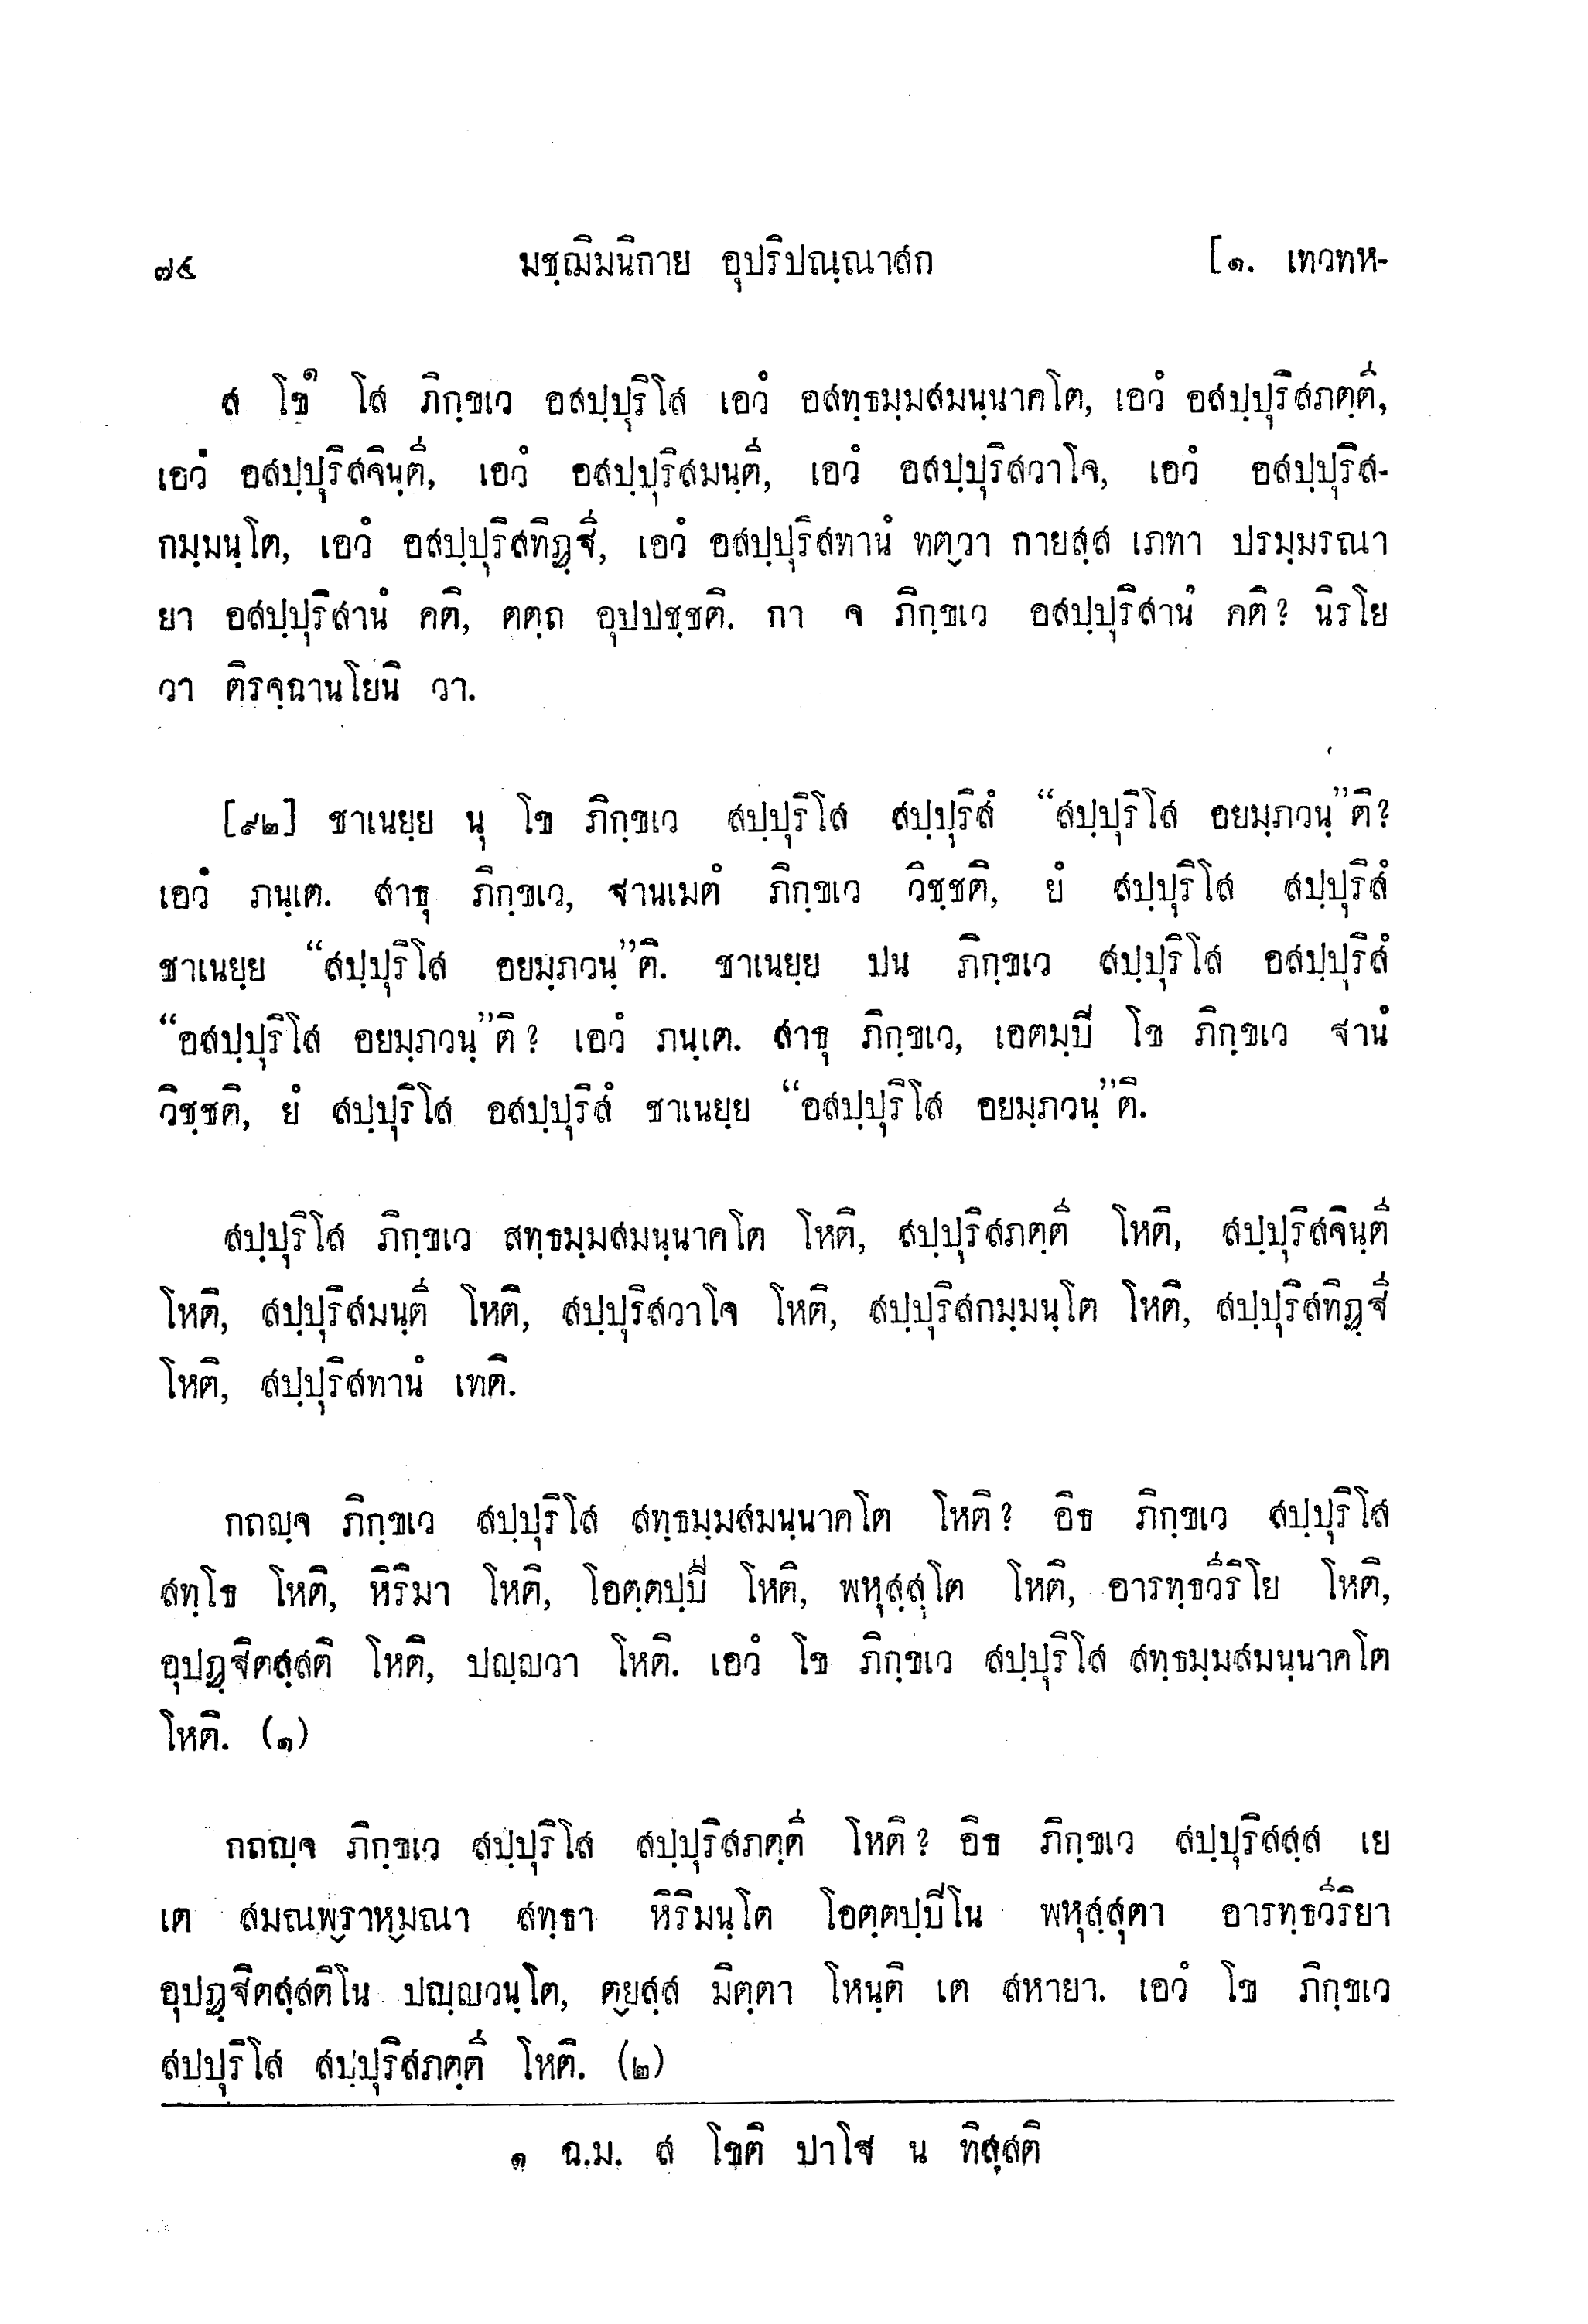 ๗๔ มชฺฌิมนิกาย อุปริปณฺณาสก [๑. เทวทห-
ส โข๑ โส ภิกฺขเว อสปฺปุริโส เอวํ อสทฺธมฺมสมนฺนาคโต, เอวํ อสปฺปุริสภตฺตี,
เอวํ อสปฺปุริสจินฺตี, เอวํ อสปฺปุริสมนฺตี, เอวํ อสปฺปุริสวาโจ, เอวํ อสปฺปุริส-
กมฺมนฺโต, เอวํ อสปฺปุริสทิฏฺฐี, เอวํ อสปฺปุริสทานํ ทตฺวา กายสฺส เภทา ปรมฺมรณา
ยา อสปฺปุริสานํ คติ, ตตฺถ อุปปชฺชติ. กา จ ภิกฺขเว อสปฺปุริสานํ คติ? นิรโย
วา ติรจฺฉานโยนิ วา.
[๙๒] ชาเนยฺย นุ โข ภิกฺขเว สปฺปุริโส สปฺปุริสํ “สปฺปุริโส อยมฺภวนฺ”ติ?
เอวํ ภนฺเต. สาธุ ภิกฺขเว, ฐานเมตํ ภิกฺขเว วิชฺชติ, ยํ สปฺปุริโส สปฺปุริสํ
ชาเนยฺย “สปฺปุริโส อยมฺภวนฺ”ติ. ชาเนยฺย ปน ภิกฺขเว สปฺปุริโส อสปฺปุริสํ
“อสปฺปุริโส อยมฺภวนฺ”ติ? เอวํ ภนฺเต. สาธุ ภิกฺขเว, เอตมฺปิ โข ภิกฺขเว ฐานํ
วิชฺชติ, ยํ สปฺปุริโส อสปฺปุริสํ ชาเนยฺย “อสปฺปุริโส อยมฺภวนฺ”ติ.
สปฺปุริโส ภิกฺขเว สทฺธมฺมสมนฺนาคโต โหติ, สปฺปุริสภตฺตี โหติ, สปฺปุริสจินฺตี
โหติ, สปฺปุริสมนฺตี โหติ, สปฺปุริสวาโจ โหติ, สปฺปุริสกมฺมนฺโต โหติ, สปฺปุริสทิฏฺฐี
โหติ, สปฺปุริสทานํ เทติ.
กถญฺจ ภิกฺขเว สปฺปุริโส สทฺธมฺมสมนฺนาคโต โหติ? อิธ ภิกฺขเว สปฺปุริโส
สทฺโธ โหติ, หิริมา โหติ, โอตฺตปฺปี โหติ, พหุสฺสุโต โหติ, อารทฺธวีริโย โหติ,
อุปฏฺฐิตสฺสติ โหติ, ปญฺญวา โหติ. เอวํ โข ภิกฺขเว สปฺปุริโส สทฺธมฺมสมนฺนาคโต
โหติ. (๑)
กถญฺจ ภิกฺขเว สปฺปุริโส สปฺปุริสภตฺตี โหติ? อิธ ภิกฺขเว สปฺปุริสสฺส เย
เต สมณพฺราหฺมณา สทฺธา หิริมนฺโต โอตฺตปฺปิโน พหุสฺสุตา อารทฺธวีริยา
อุปฏฺฐิตสฺสติโน ปญฺญวนฺโต, ตฺยสฺส มิตฺตา โหนฺติ เต สหายา. เอวํ โข ภิกฺขเว
สปฺปุริโส สปฺปุริสภตฺตี โหติ. (๒)
๑ ฉ.ม. ส โขติ ปาโฐ น ทิสฺสติ